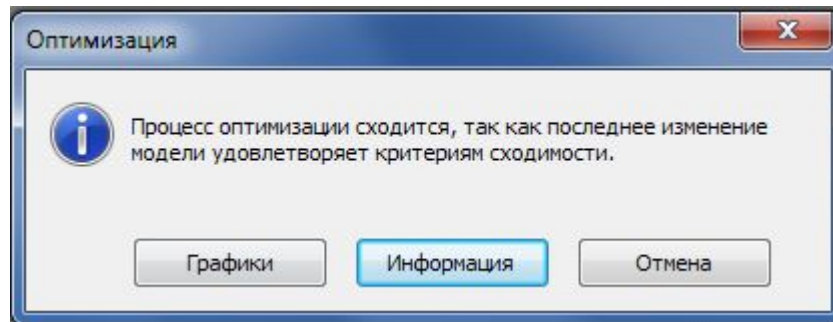 Оптимизация
Процесс оптимизации сходится, так как последнее изменение
модели удовлетворяет критериям сходимости.
Графики Информация Отмена